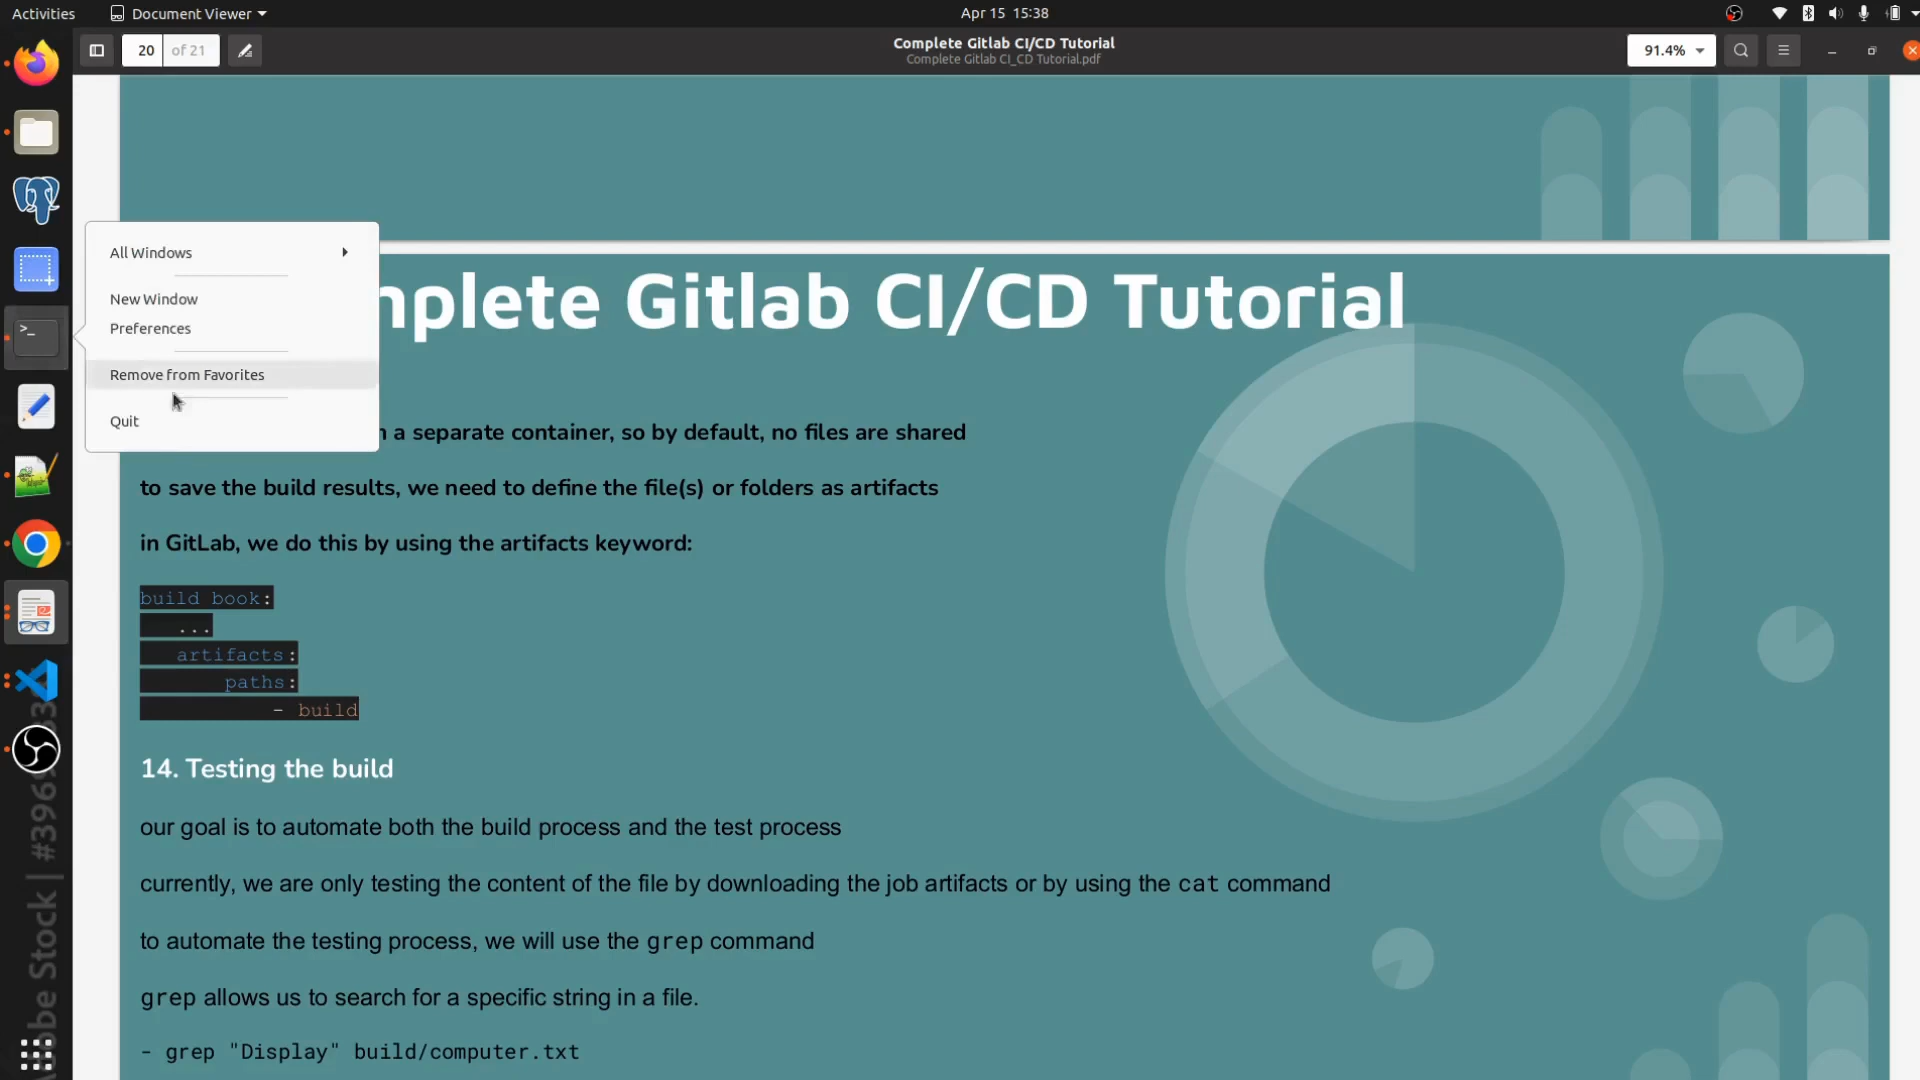 Activities
Document Viewer
Apr 15 15:38
20 of 21
Complete Gitlab CI/CD Tutorial
Complete Gitlab CI_CD Tutorial.pdf
91.4%
All Windows
New Window
Preferences
Remove from Favorites
Quit
nplete Gitlab CI/CD Tutorial
a separate container, so by default, no files are shared
to save the build results, we need to define the file(s) or folders as artifacts
in GitLab, we do this by using the artifacts keyword:
build book:
...
artifacts:
paths:
- build
14. Testing the build
our goal is to automate both the build process and the test process
currently, we are only testing the content of the file by downloading the job artifacts or by using the cat command
to automate the testing process, we will use the grep command
grep allows us to search for a specific string in a file.
- grep "Display" build/computer.txt
dobe Stock | #396